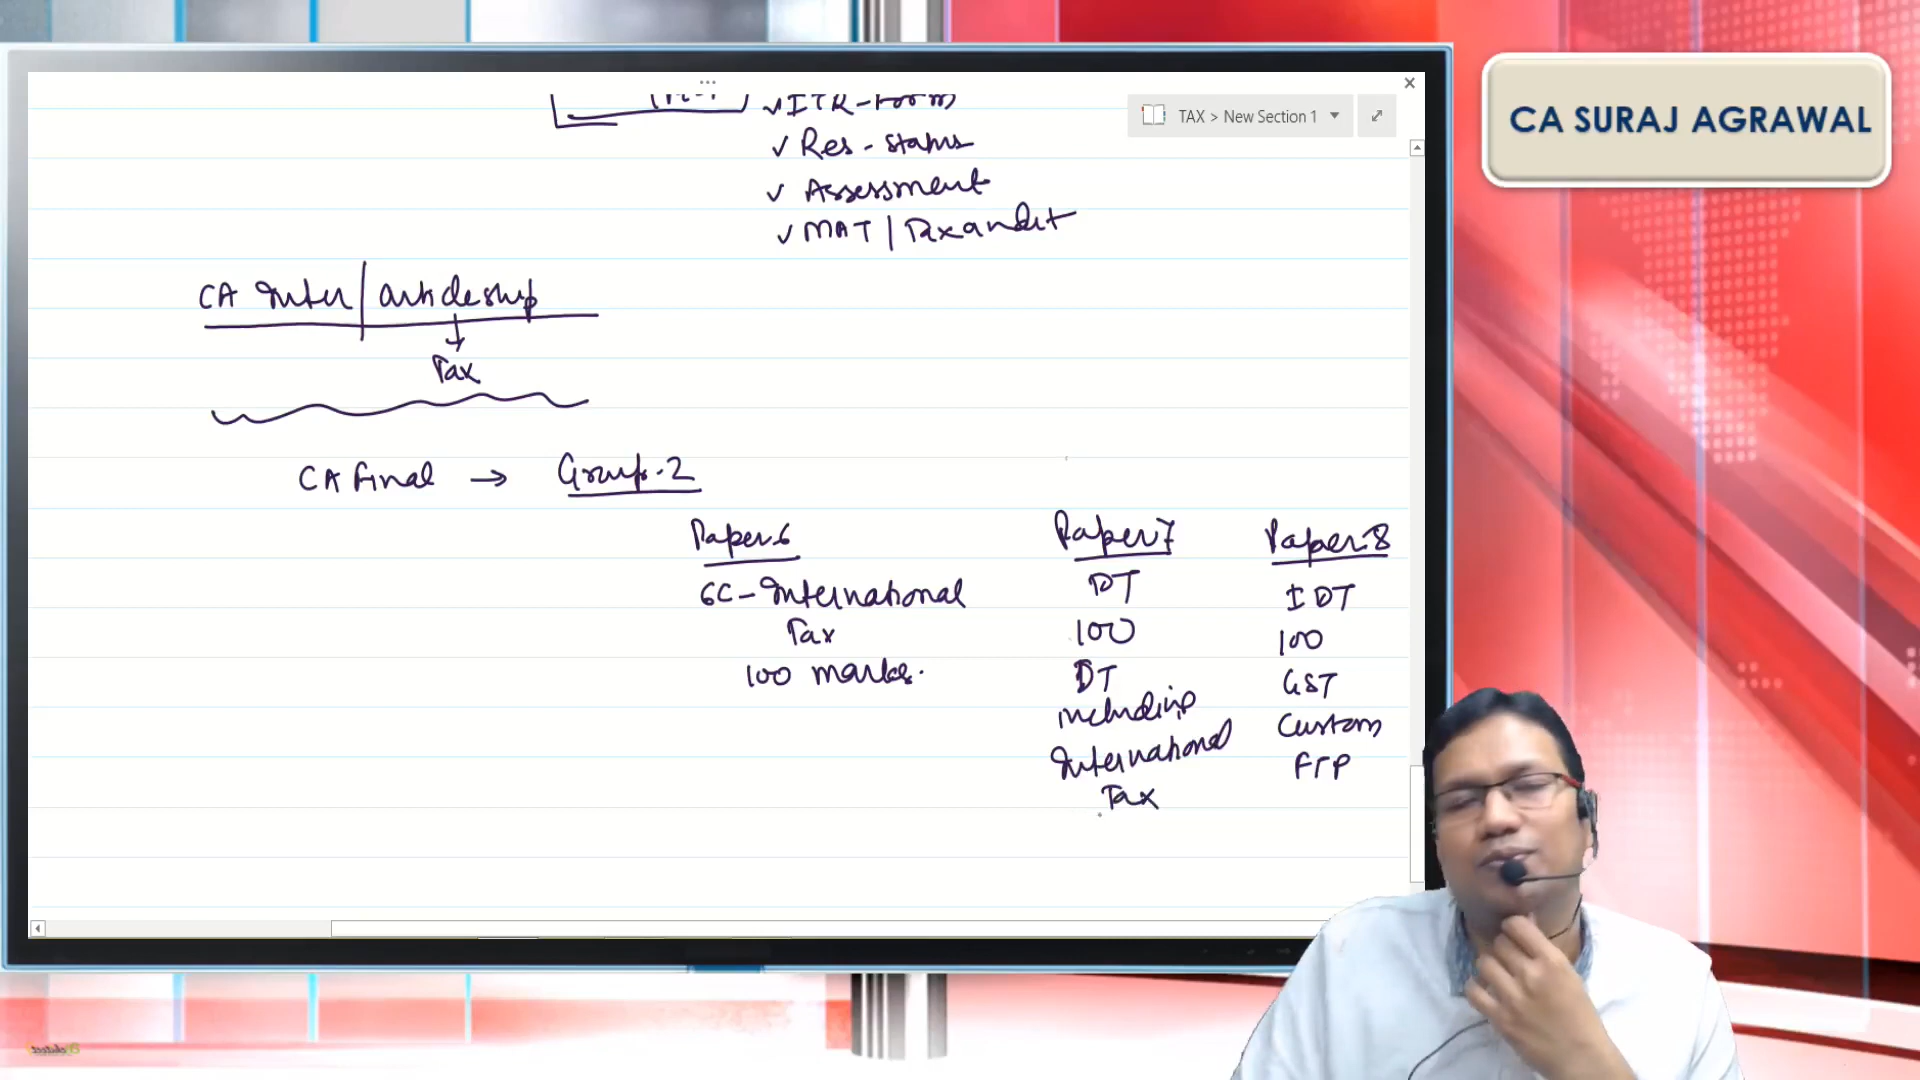 CA SURAJ AGRAWAL
TAX > New Section 1
✓ ITR-Form
✓ Res-status
✓ Assessment
✓ MAT | Tax audit
CA Inter | Articleship
Tax
CA Final → Group-2
Paper 6
6C-International
Tax
100 marks.
Paper 7
DT
100
DT
including
International
Tax
Paper-8
IDT
100
GST
Custom
FTP